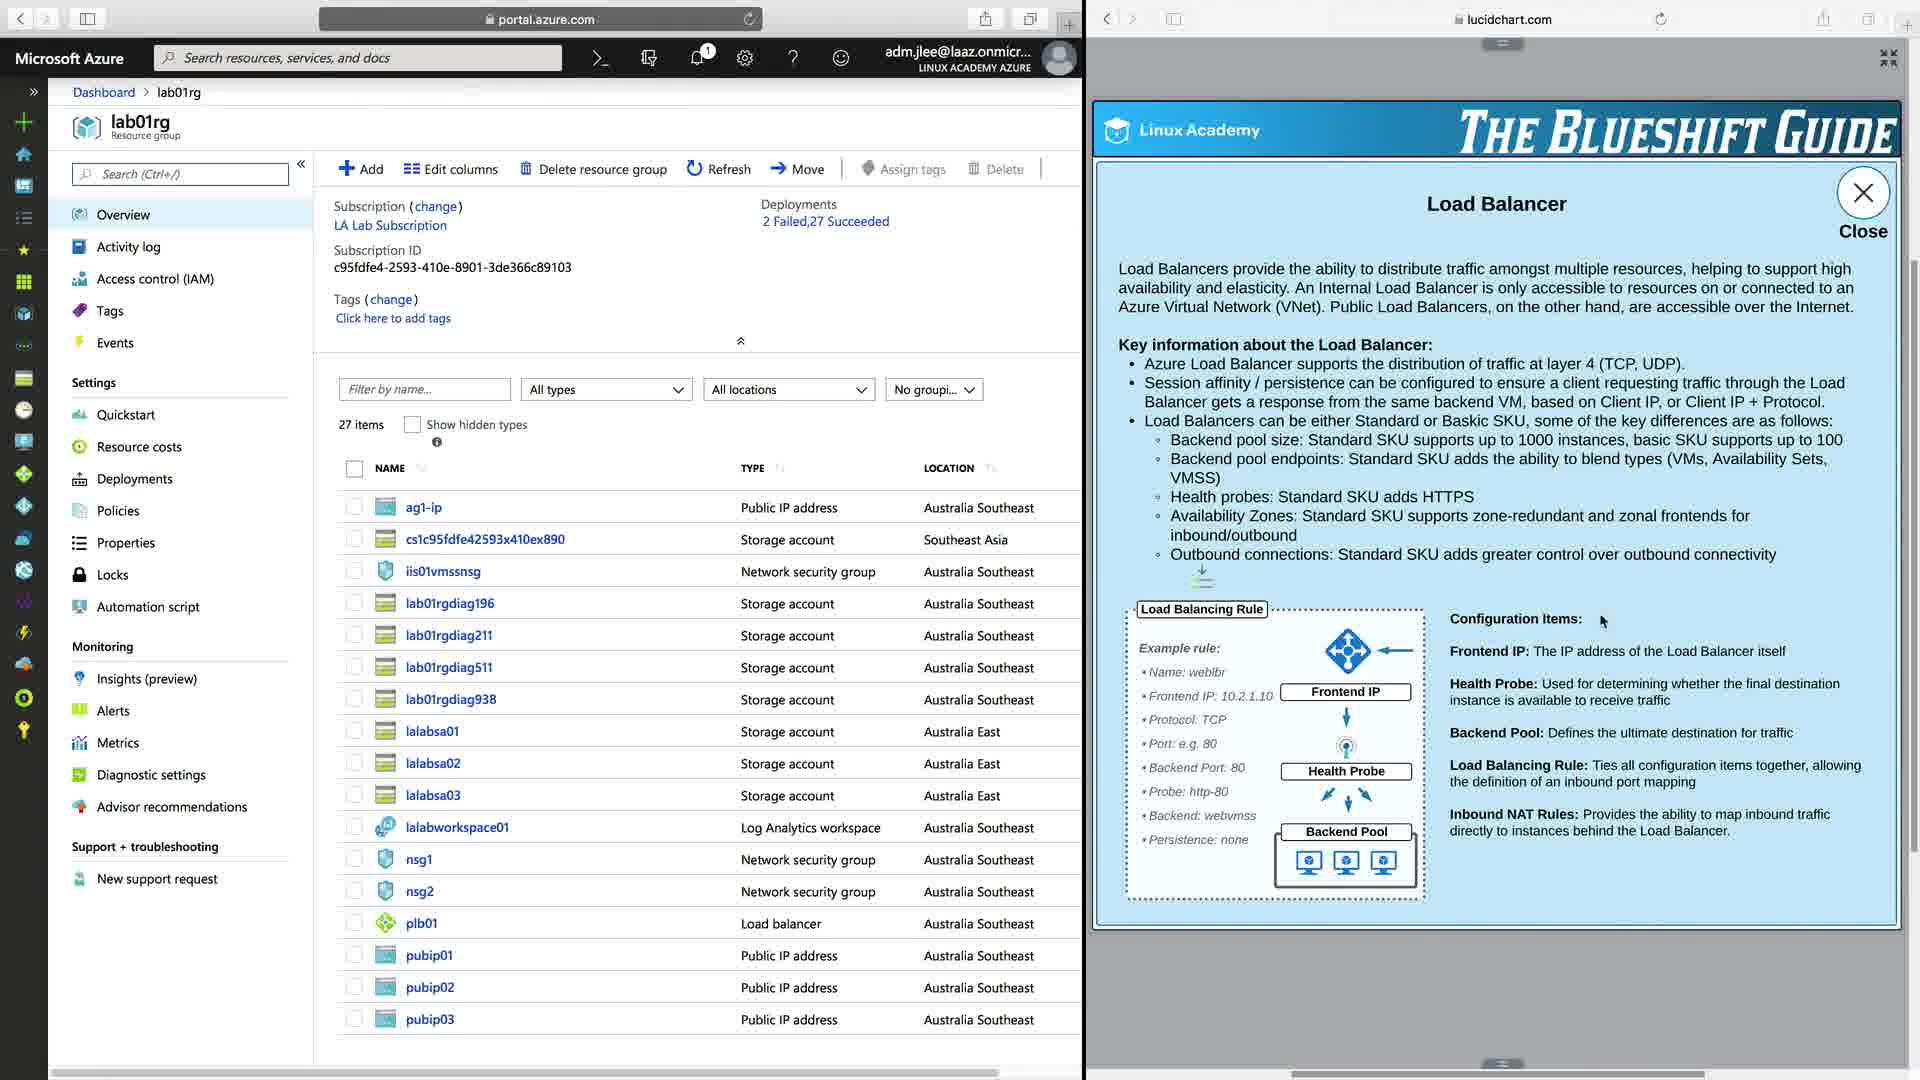 portal.azure.com
Microsoft Azure
Search resources, services, and docs
1
adm.jlee@laaz.onmicr...
LINUX ACADEMY AZURE
Dashboard > lab01rg
lab01rg
Resource group
Search (Ctrl+/)
Overview
Activity log
Access control (IAM)
Tags
Events
Settings
Quickstart
Resource costs
Deployments
Policies
Properties
Locks
Automation script
Monitoring
Insights (preview)
Alerts
Metrics
Diagnostic settings
Advisor recommendations
Support + troubleshooting
New support request
Add Edit columns Delete resource group Refresh Move Assign tags Delete
Subscription (change)
LA Lab Subscription
Subscription ID
c95fdfe4-2593-410e-8901-3de366c89103
Tags (change)
Click here to add tags
Deployments
2 Failed,27 Succeeded
Filter by name... All types All locations No groupi...
27 items Show hidden types
NAME TYPE LOCATION
ag1-ip Public IP address Australia Southeast
cs1c95fdfe42593x410ex890 Storage account Southeast Asia
iis01vmssnsg Network security group Australia Southeast
lab01rgdiag196 Storage account Australia Southeast
lab01rgdiag211 Storage account Australia Southeast
lab01rgdiag511 Storage account Australia Southeast
lab01rgdiag938 Storage account Australia Southeast
lalabsa01 Storage account Australia East
lalabsa02 Storage account Australia East
lalabsa03 Storage account Australia East
lalabworkspace01 Log Analytics workspace Australia Southeast
nsg1 Network security group Australia Southeast
nsg2 Network security group Australia Southeast
plb01 Load balancer Australia Southeast
pubip01 Public IP address Australia Southeast
pubip02 Public IP address Australia Southeast
pubip03 Public IP address Australia Southeast
lucidchart.com
Linux Academy
THE BLUESHIFT GUIDE
Load Balancer
Close
Load Balancers provide the ability to distribute traffic amongst multiple resources, helping to support high
availability and elasticity. An Internal Load Balancer is only accessible to resources on or connected to an
Azure Virtual Network (VNet). Public Load Balancers, on the other hand, are accessible over the Internet.
Key information about the Load Balancer:
• Azure Load Balancer supports the distribution of traffic at layer 4 (TCP, UDP).
• Session affinity / persistence can be configured to ensure a client requesting traffic through the Load
Balancer gets a response from the same backend VM, based on Client IP, or Client IP + Protocol.
• Load Balancers can be either Standard or Baskic SKU, some of the key differences are as follows:
◦ Backend pool size: Standard SKU supports up to 1000 instances, basic SKU supports up to 100
◦ Backend pool endpoints: Standard SKU adds the ability to blend types (VMs, Availability Sets,
VMSS)
◦ Health probes: Standard SKU adds HTTPS
◦ Availability Zones: Standard SKU supports zone-redundant and zonal frontends for
inbound/outbound
◦ Outbound connections: Standard SKU adds greater control over outbound connectivity
Load Balancing Rule
Example rule:
• Name: weblbr
• Frontend IP: 10.2.1.10
• Protocol: TCP
• Port: e.g. 80
• Backend Port: 80
• Probe: http-80
• Backend: webvmss
• Persistence: none
Frontend IP
Health Probe
Backend Pool
Configuration Items:
Frontend IP: The IP address of the Load Balancer itself
Health Probe: Used for determining whether the final destination
instance is available to receive traffic
Backend Pool: Defines the ultimate destination for traffic
Load Balancing Rule: Ties all configuration items together, allowing
the definition of an inbound port mapping
Inbound NAT Rules: Provides the ability to map inbound traffic
directly to instances behind the Load Balancer.